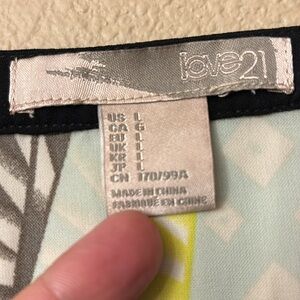 love21
US L
CA G
EU L
UK L
KR L
JP L
CN 170/99A
MADE IN CHINA
FABRIQUÉ EN CHINE